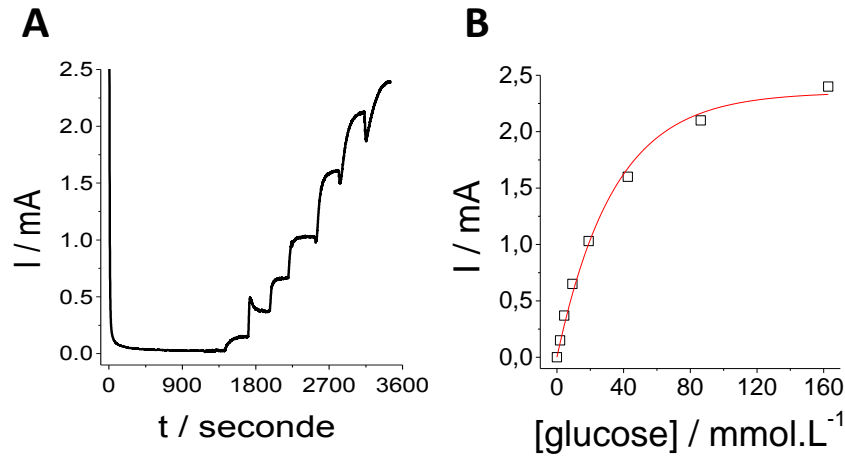 A
I / mA
2.5
2.0
1.5
1.0
0.5
0.0
0 900 1800 2700 3600
t / seconde
B
I / mA
2,5
2,0
1,5
1,0
0,5
0,0
0 40 80 120 160
[glucose] / mmol.L⁻¹